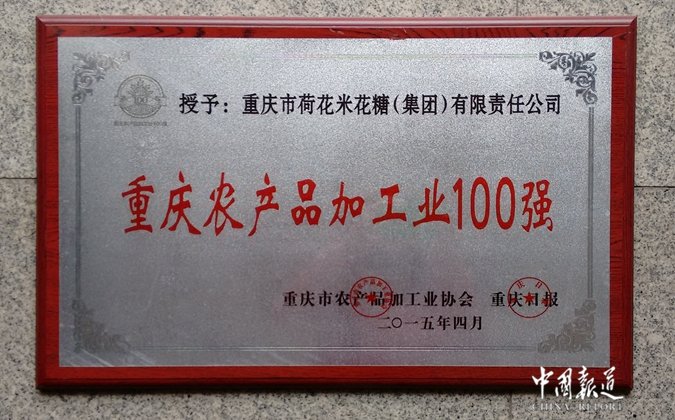 授予：重庆市荷花米花糖(集团)有限责任公司
重庆农产品加工业100强
重庆市农产品加工业协会 重庆日报
二〇一五年四月
中国报道
CHINA REPORT